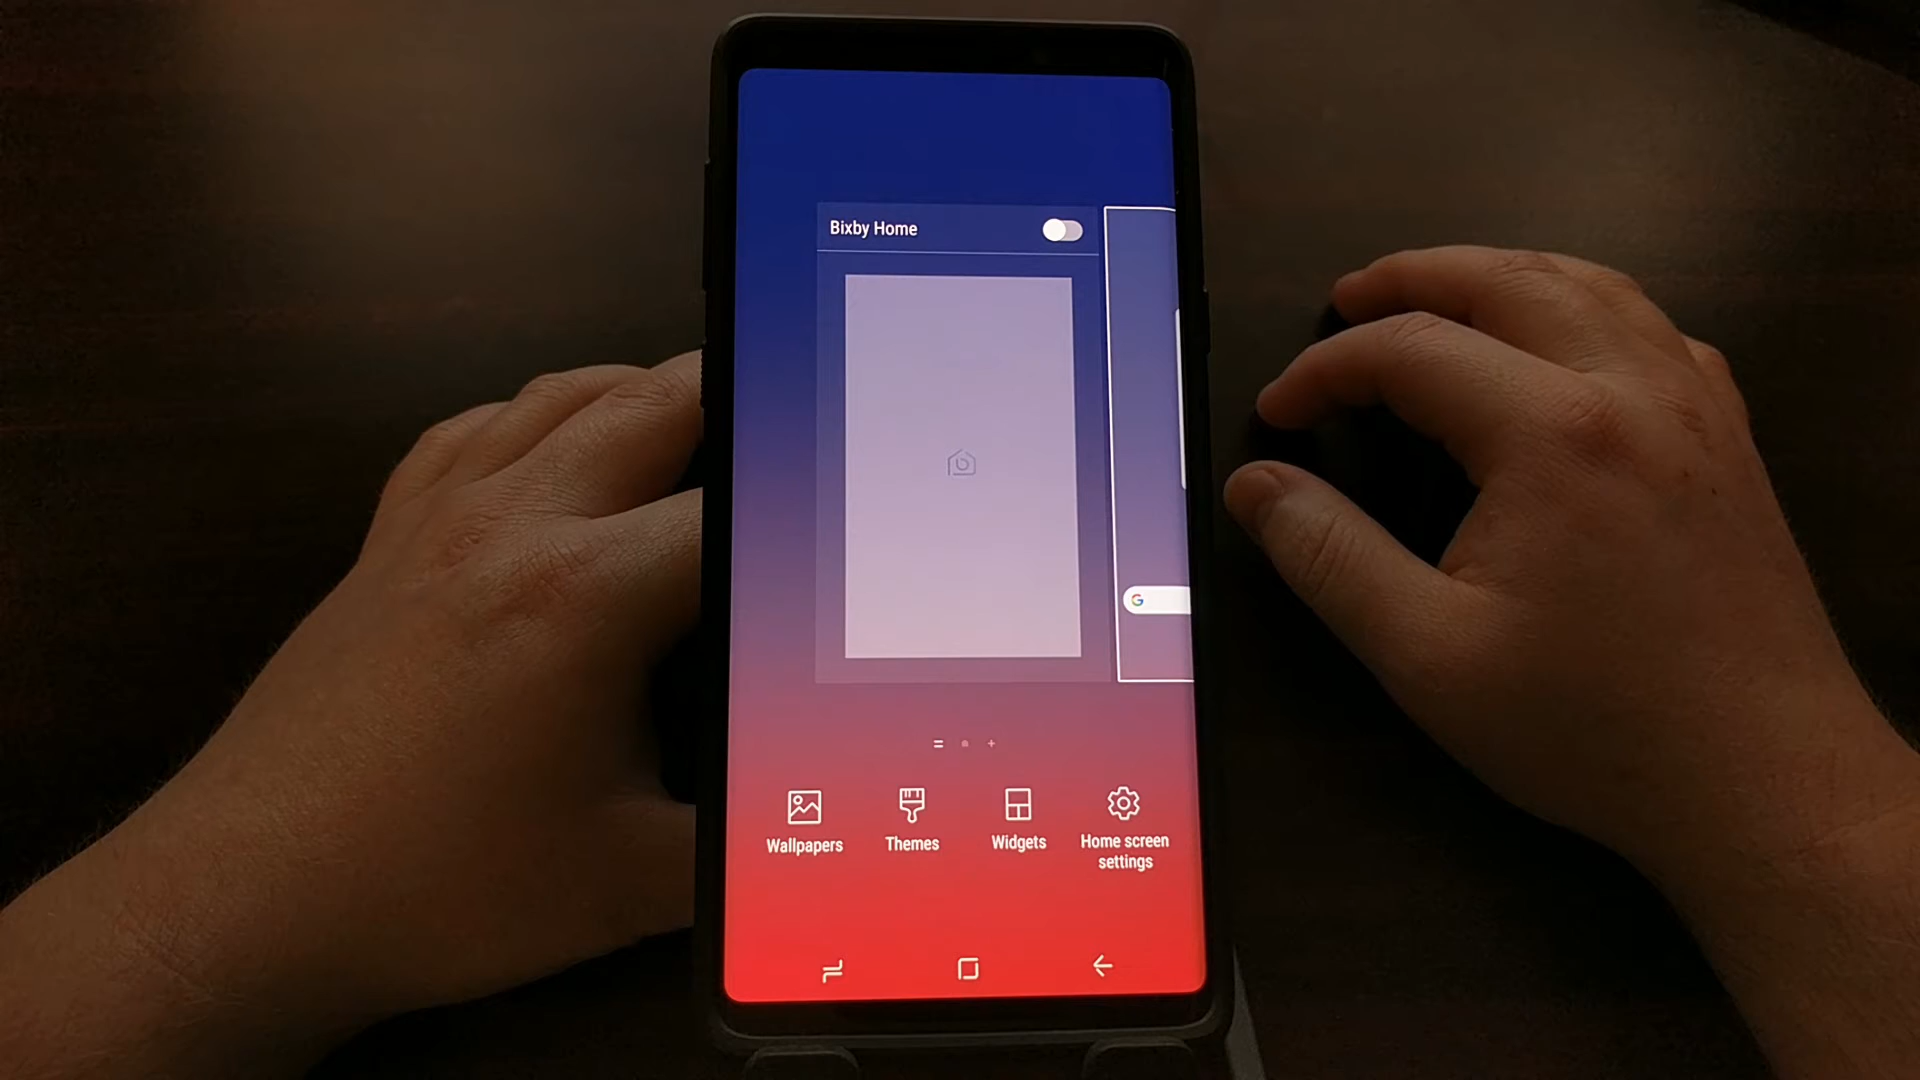 Bixby Home
G
Wallpapers
Themes
Widgets
Home screen
settings